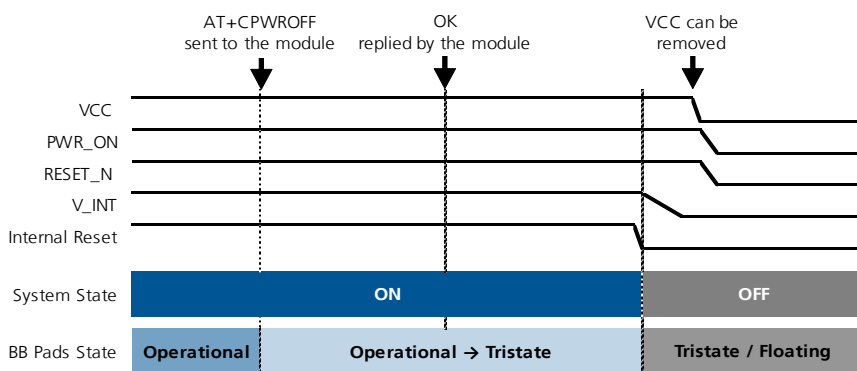 AT+CPWROFF
sent to the module
OK
replied by the module
VCC can be
removed
VCC
PWR_ON
RESET_N
V_INT
Internal Reset
System State
ON
OFF
BB Pads State
Operational
Operational → Tristate
Tristate / Floating